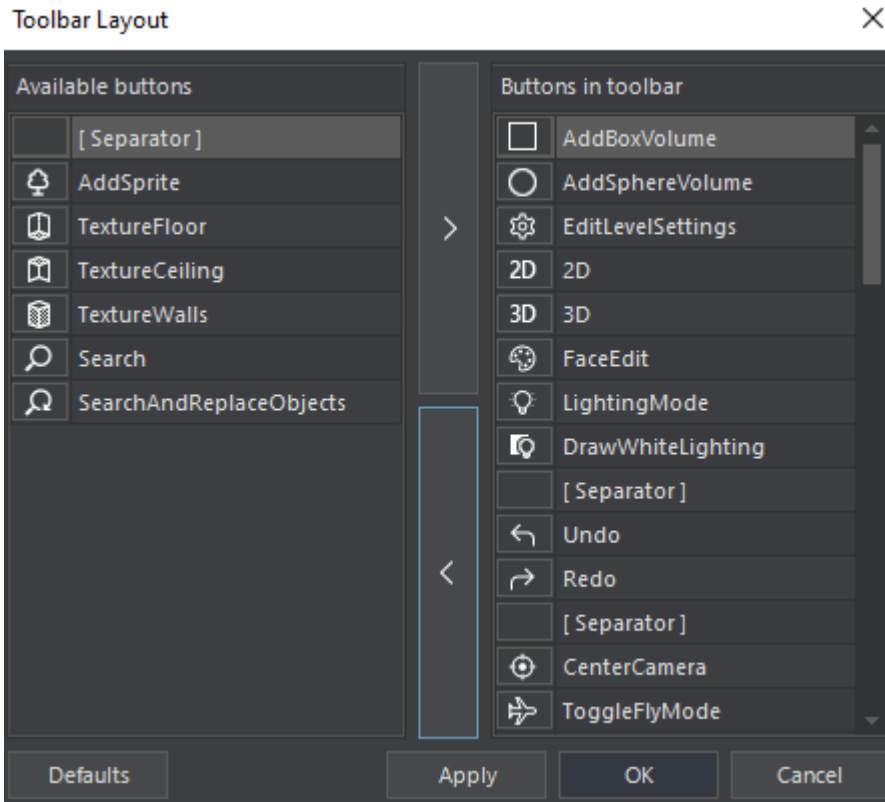 Toolbar Layout
Available buttons
[ Separator ]
AddSprite
TextureFloor
TextureCeiling
TextureWalls
Search
SearchAndReplaceObjects
>
<
Buttons in toolbar
AddBoxVolume
AddSphereVolume
EditLevelSettings
2D 2D
3D 3D
FaceEdit
LightingMode
DrawWhiteLighting
[ Separator ]
Undo
Redo
[ Separator ]
CenterCamera
ToggleFlyMode
Defaults
Apply
OK
Cancel